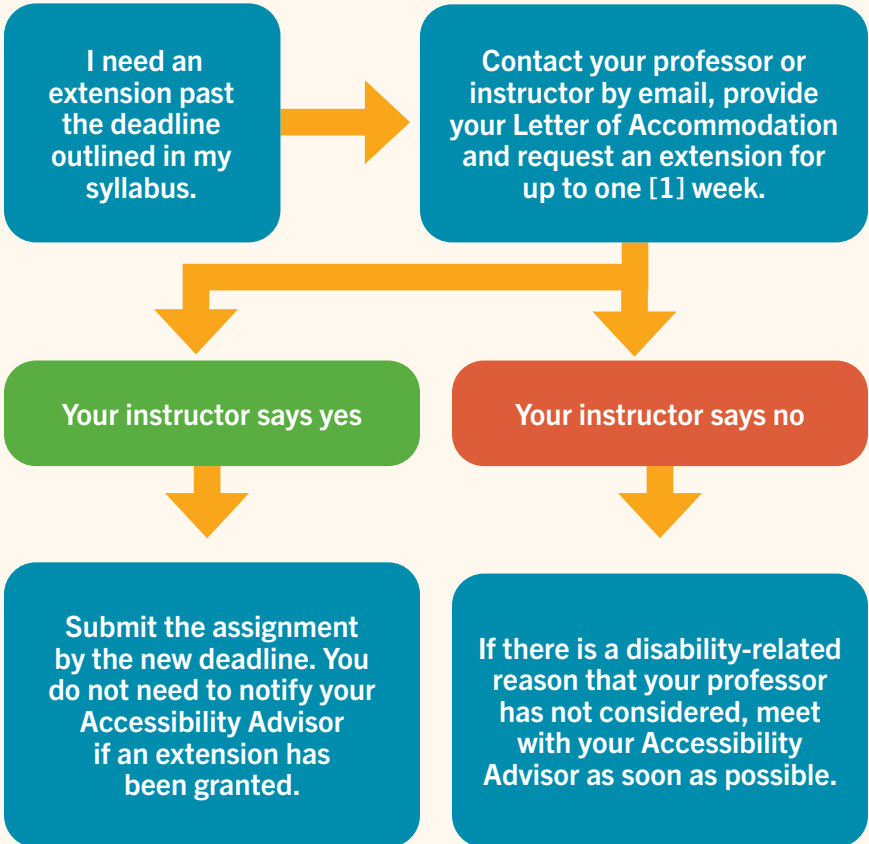 I need an
extension past
the deadline
outlined in my
syllabus.
Contact your professor or
instructor by email, provide
your Letter of Accommodation
and request an extension for
up to one [1] week.
Your instructor says yes
Your instructor says no
Submit the assignment
by the new deadline. You
do not need to notify your
Accessibility Advisor
if an extension has
been granted.
If there is a disability-related
reason that your professor
has not considered, meet
with your Accessibility
Advisor as soon as possible.